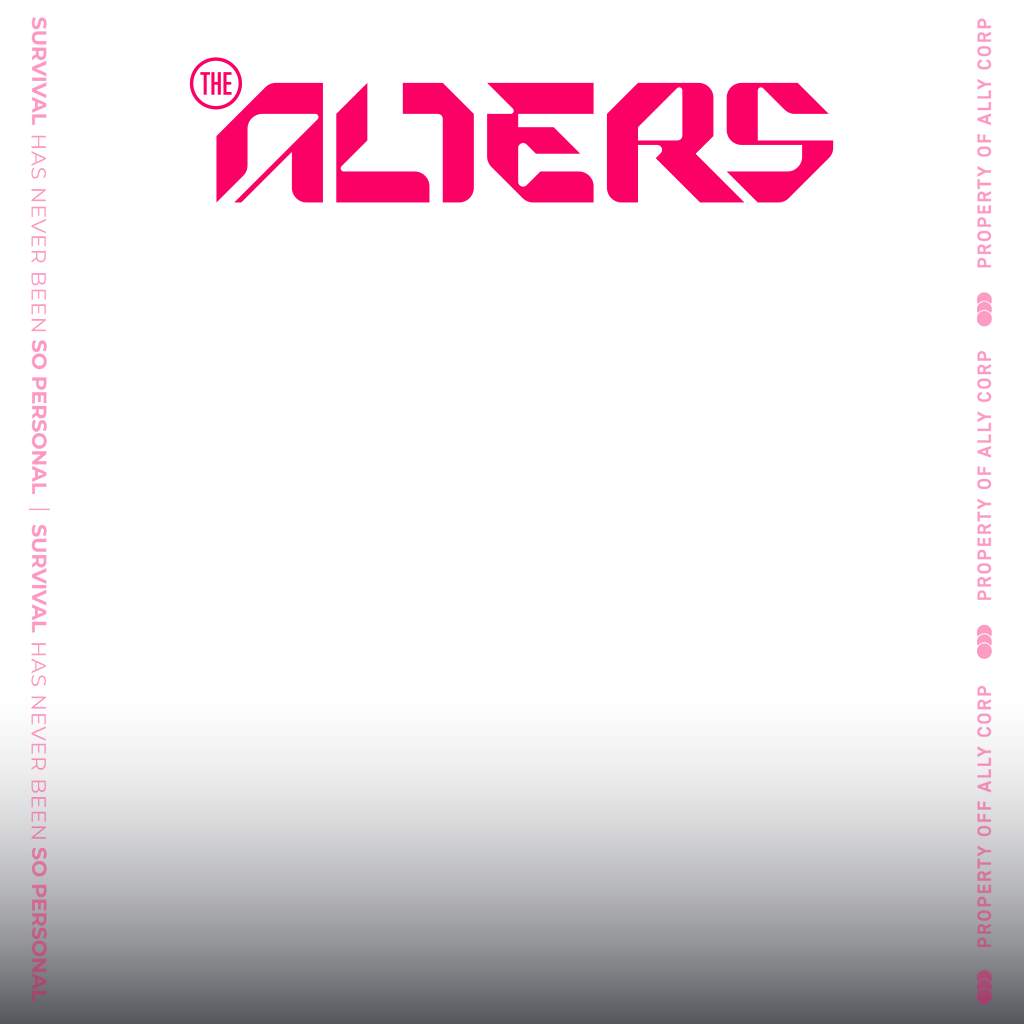 THE
ALTERS
SURVIVAL HAS NEVER BEEN SO PERSONAL | SURVIVAL HAS NEVER BEEN SO PERSONAL
PROPERTY OFF ALLY CORP PROPERTY OF ALLY CORP PROPERTY OF ALLY CORP